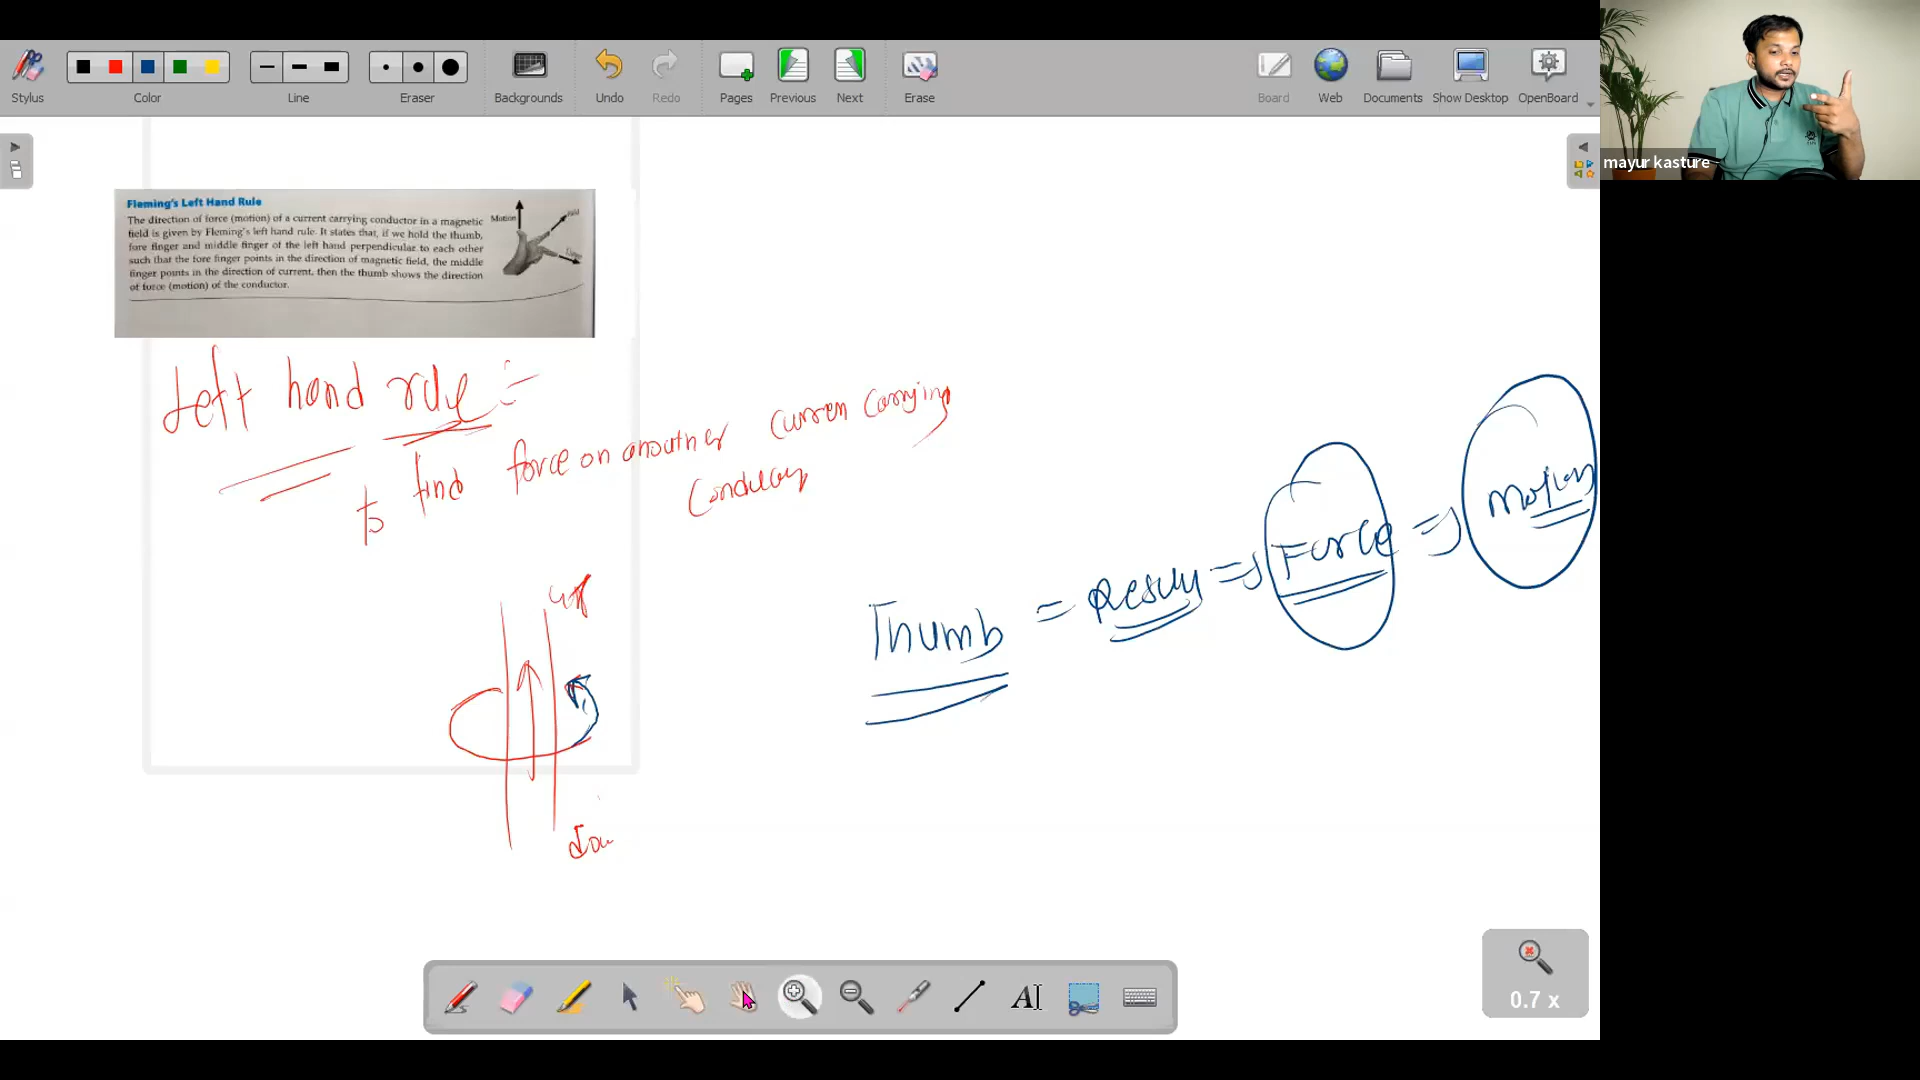 Stylus
Color
Line
Eraser
Backgrounds
Undo
Redo
Pages
Previous
Next
Erase
Board
Web
Documents
Show Desktop
OpenBoard
mayur kasture
Fleming's Left Hand Rule
The direction of force (motion) of a current carrying conductor in a magnetic
field is given by Fleming's left hand rule. It states that, if we hold the thumb,
fore finger and middle finger of the left hand perpendicular to each other
such that the fore finger points in the direction of magnetic field, the middle
finger points in the direction of current, then the thumb shows the direction
of force (motion) of the conductor.
Motion
Field
Left hand rule =
to find force on anouther curren carrying
Thumb = => Force => Motion
0.7 x